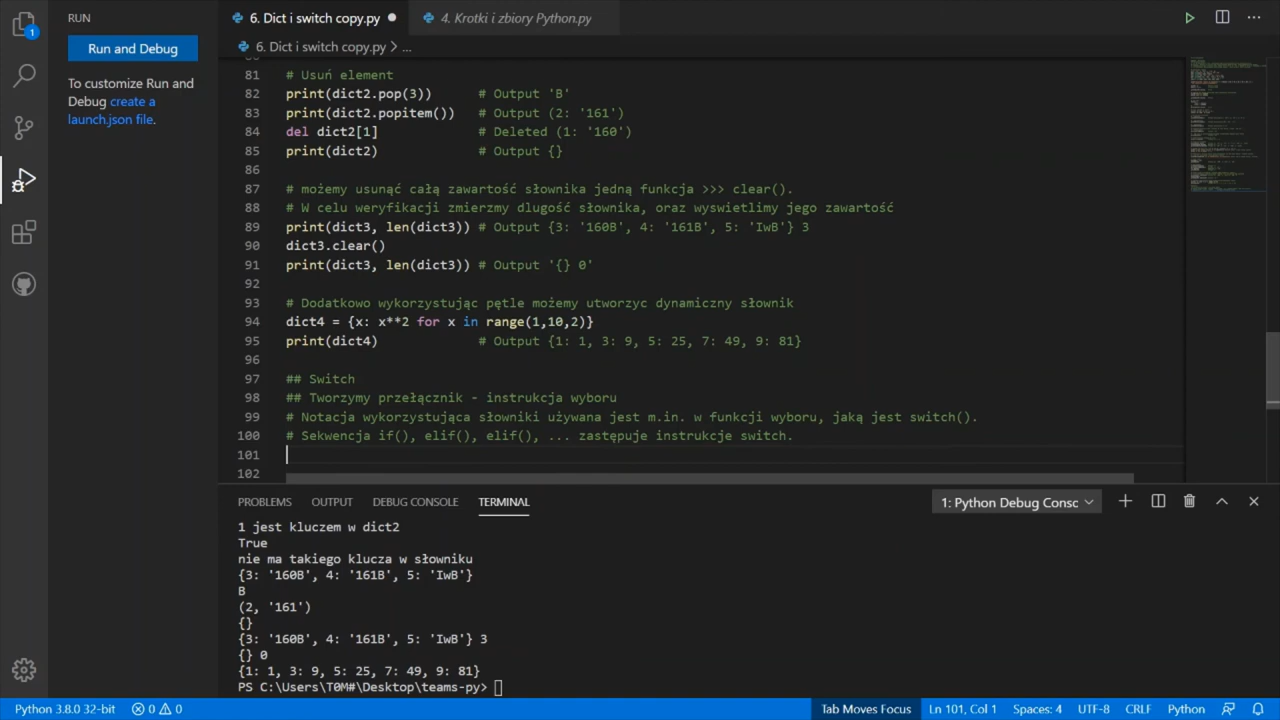 RUN
6. Dict i switch copy.py
4. Krotki i zbiory Python.py
1
Run and Debug
6. Dict i switch copy.py > ...
To customize Run and
Debug create a
launch.json file.
81 # Usuń element
82 print(dict2.pop(3)) # Output 'B'
83 print(dict2.popitem()) # Output (2: '161')
84 del dict2[1] # Deleted (1: '160')
85 print(dict2) # Output {}
86
87 # możemy usunąć całą zawartość słownika jedną funkcja >>> clear().
88 # W celu weryfikacji zmierzmy dlugość słownika, oraz wyswietlimy jego zawartość
89 print(dict3, len(dict3)) # Output {3: '160B', 4: '161B', 5: 'IwB'} 3
90 dict3.clear()
91 print(dict3, len(dict3)) # Output '{} 0'
92
93 # Dodatkowo wykorzystując pętle możemy utworzyc dynamiczny słownik
94 dict4 = {x: x**2 for x in range(1,10,2)}
95 print(dict4) # Output {1: 1, 3: 9, 5: 25, 7: 49, 9: 81}
96
97 ## Switch
98 ## Tworzymy przełącznik - instrukcja wyboru
99 # Notacja wykorzystująca słowniki używana jest m.in. w funkcji wyboru, jaką jest switch().
100 # Sekwencja if(), elif(), elif(), ... zastępuje instrukcje switch.
101
102
PROBLEMS OUTPUT DEBUG CONSOLE TERMINAL 1: Python Debug Consc
1 jest kluczem w dict2
True
nie ma takiego klucza w słowniku
{3: '160B', 4: '161B', 5: 'IwB'}
B
(2, '161')
{}
{3: '160B', 4: '161B', 5: 'IwB'} 3
{} 0
{1: 1, 3: 9, 5: 25, 7: 49, 9: 81}
PS C:\Users\T0M#\Desktop\teams-py>
Python 3.8.0 32-bit 0 0 Tab Moves Focus Ln 101, Col 1 Spaces: 4 UTF-8 CRLF Python